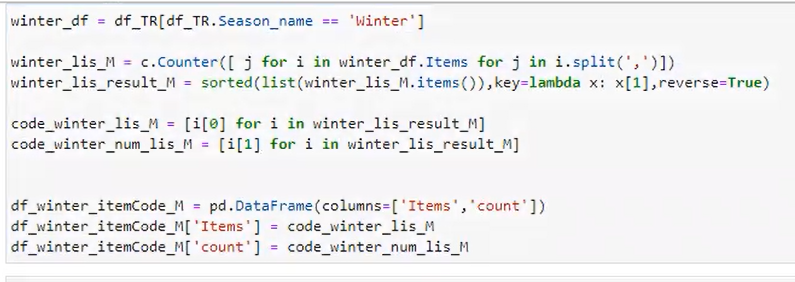 winter_df = df_TR[df_TR.Season_name == 'Winter']
winter_lis_M = c.Counter([ j for i in winter_df.Items for j in i.split(',')])
winter_lis_result_M = sorted(list(winter_lis_M.items()),key=lambda x: x[1],reverse=True)
code_winter_lis_M = [i[0] for i in winter_lis_result_M]
code_winter_num_lis_M = [i[1] for i in winter_lis_result_M]
df_winter_itemCode_M = pd.DataFrame(columns=['Items','count'])
df_winter_itemCode_M['Items'] = code_winter_lis_M
df_winter_itemCode_M['count'] = code_winter_num_lis_M